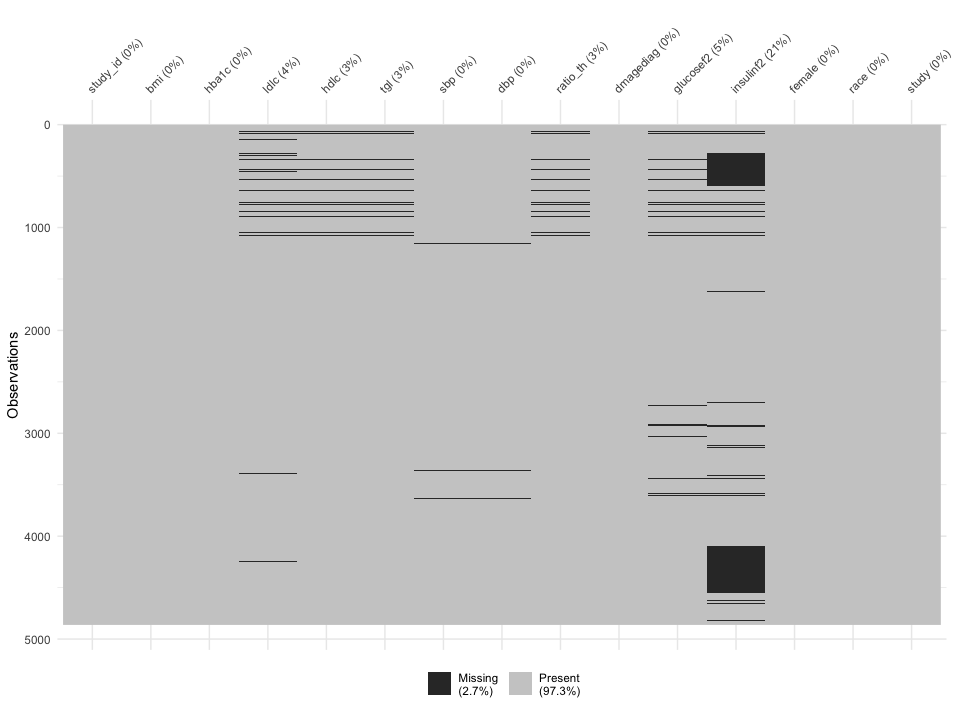 study_id (0%)
bmi (0%)
hba1c (0%)
ldlc (4%)
hdlc (3%)
tgl (3%)
sbp (0%)
dbp (0%)
ratio_th (3%)
dmagediag (0%)
glucosef2 (5%)
insulinf2 (21%)
female (0%)
race (0%)
study (0%)
0
1000
2000
3000
4000
5000
Observations
Missing
(2.7%)
Present
(97.3%)